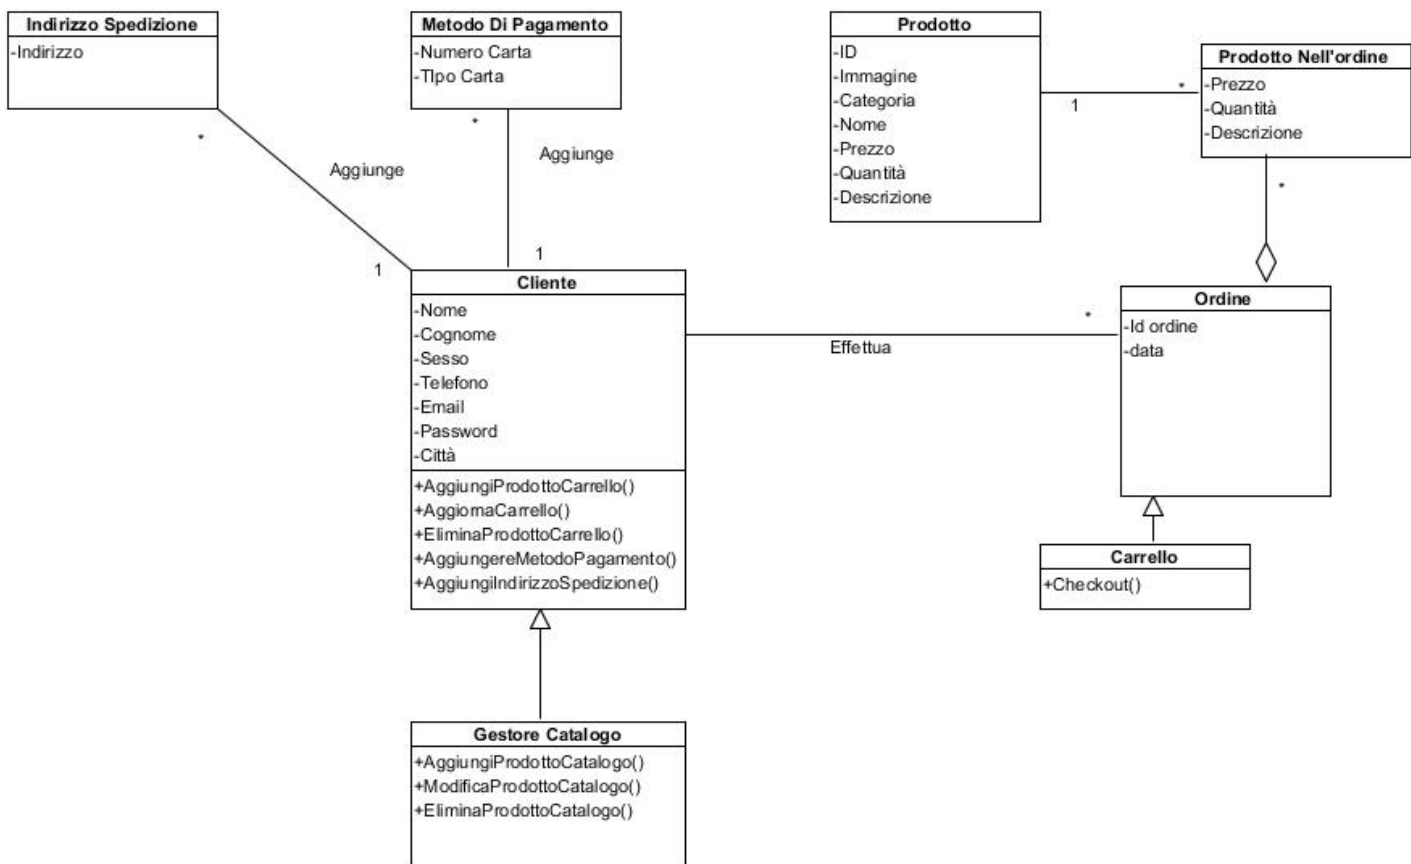 Indirizzo Spedizione
-Indirizzo
*
Aggiunge
1
Metodo Di Pagamento
-Numero Carta
-TIpo Carta
*
Aggiunge
1
Prodotto
-ID
-Immagine
-Categoria
-Nome
-Prezzo
-Quantità
-Descrizione
1
*
Prodotto Nell'ordine
-Prezzo
-Quantità
-Descrizione
*
Cliente
-Nome
-Cognome
-Sesso
-Telefono
-Email
-Password
-Città
+AggiungiProdottoCarrello()
+AggiornaCarrello()
+EliminaProdottoCarrello()
+AggiungereMetodoPagamento()
+AggiungiIndirizzoSpedizione()
Effettua
*
Ordine
-Id ordine
-data
Carrello
+Checkout()
Gestore Catalogo
+AggiungiProdottoCatalogo()
+ModificaProdottoCatalogo()
+EliminaProdottoCatalogo()